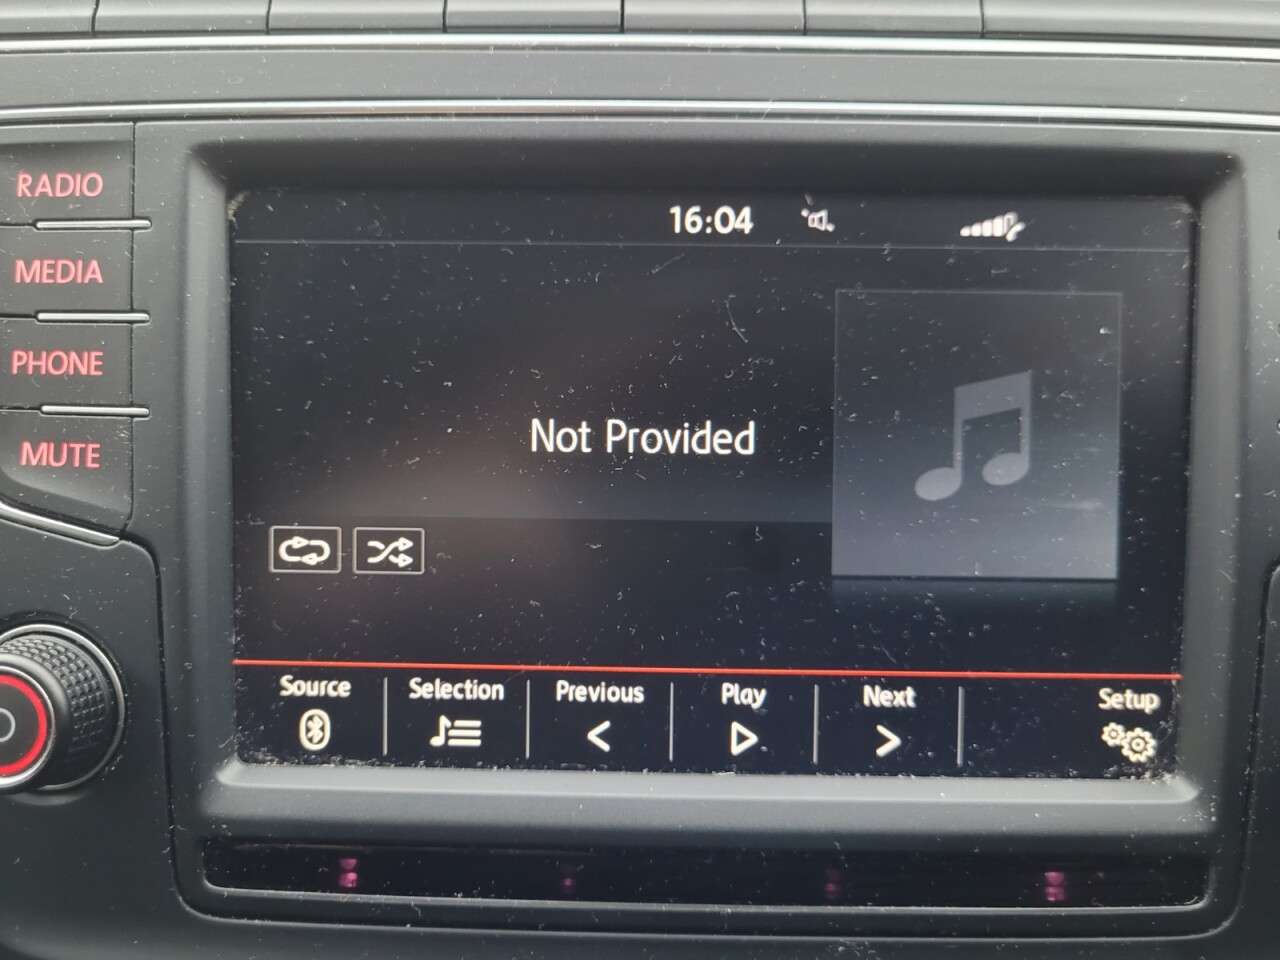 16:04
RADIO
MEDIA
PHONE
MUTE
Not Provided
Source
Selection
Previous
Play
Next
Setup